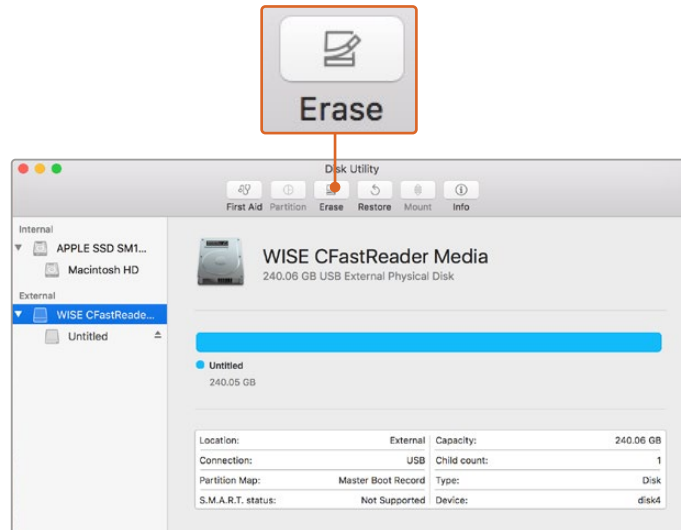 Erase
Disk Utility
First Aid Partition Erase Restore Mount Info
Internal
APPLE SSD SM1...
Macintosh HD
External
WISE CFastReade...
Untitled
WISE CFastReader Media
240.06 GB USB External Physical Disk
Untitled
240.05 GB
Location: External Capacity: 240.06 GB
Connection: USB Child count: 1
Partition Map: Master Boot Record Type: Disk
S.M.A.R.T. status: Not Supported Device: disk4